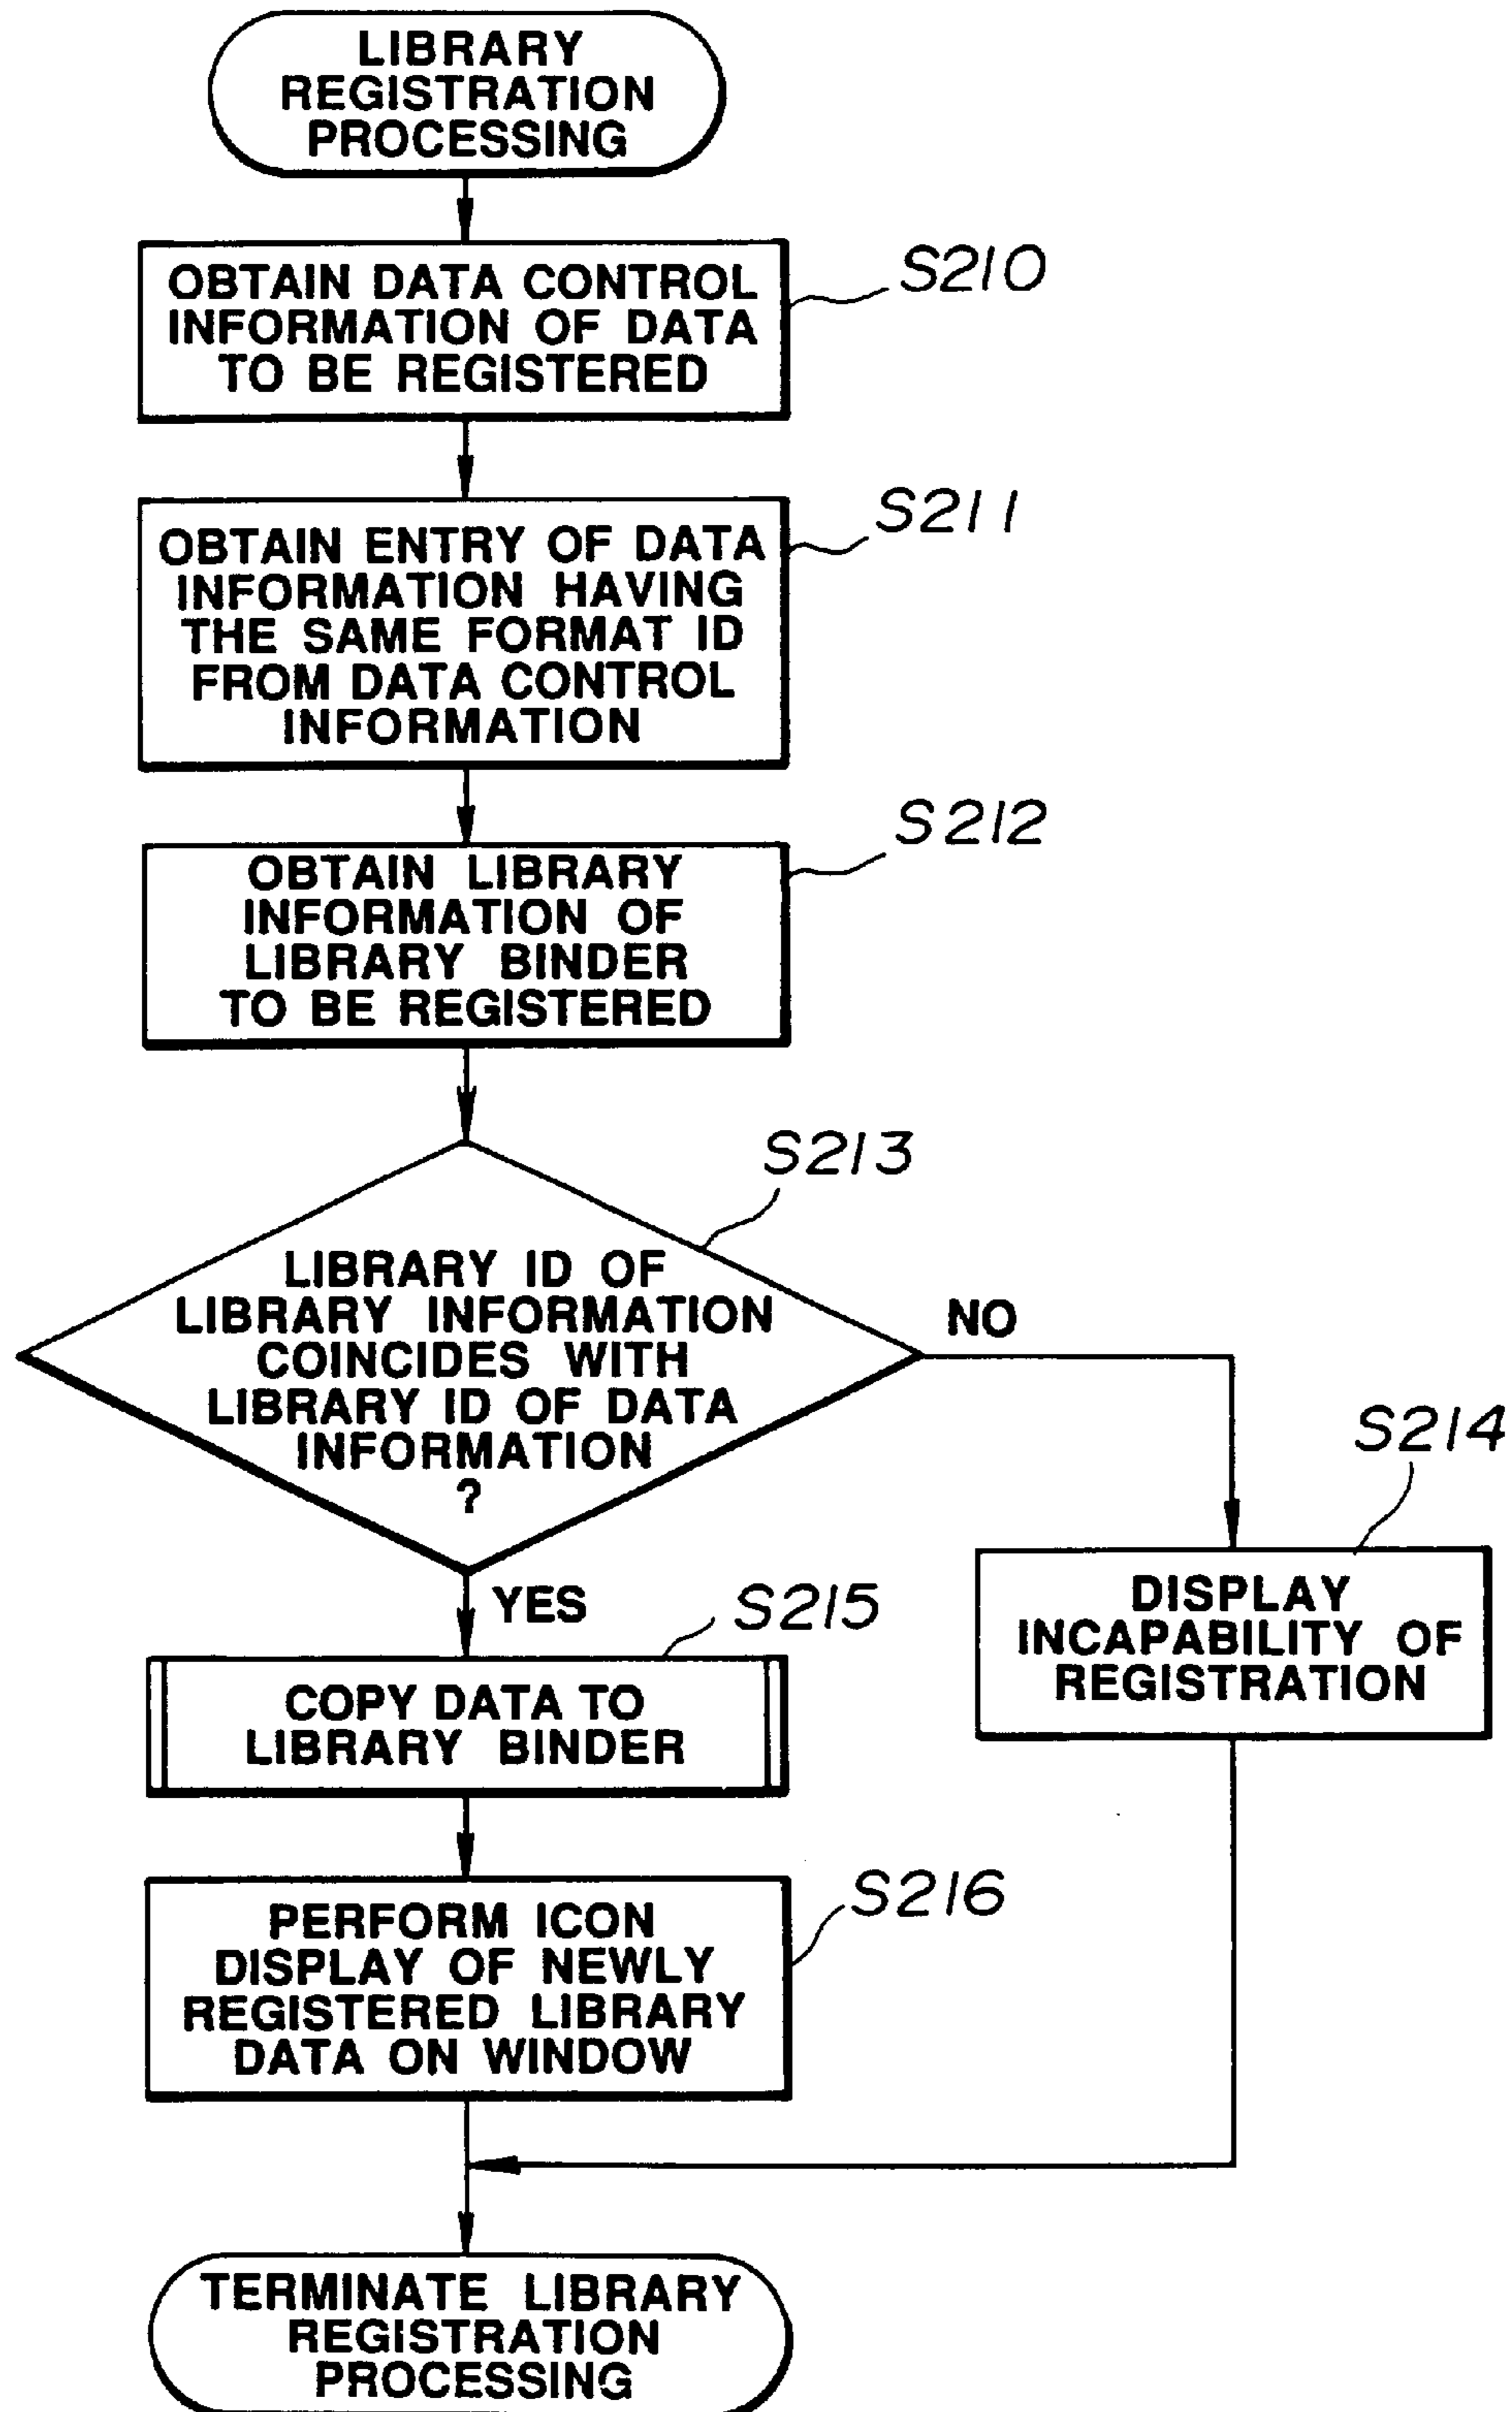 LIBRARY
REGISTRATION
PROCESSING
S210
OBTAIN DATA CONTROL
INFORMATION OF DATA
TO BE REGISTERED
S211
OBTAIN ENTRY OF DATA
INFORMATION HAVING
THE SAME FORMAT ID
FROM DATA CONTROL
INFORMATION
S212
OBTAIN LIBRARY
INFORMATION OF
LIBRARY BINDER
TO BE REGISTERED
S213
LIBRARY ID OF
LIBRARY INFORMATION
COINCIDES WITH
LIBRARY ID OF DATA
INFORMATION
?
NO
S214
DISPLAY
INCAPABILITY OF
REGISTRATION
YES
S215
COPY DATA TO
LIBRARY BINDER
S216
PERFORM ICON
DISPLAY OF NEWLY
REGISTERED LIBRARY
DATA ON WINDOW
TERMINATE LIBRARY
REGISTRATION
PROCESSING